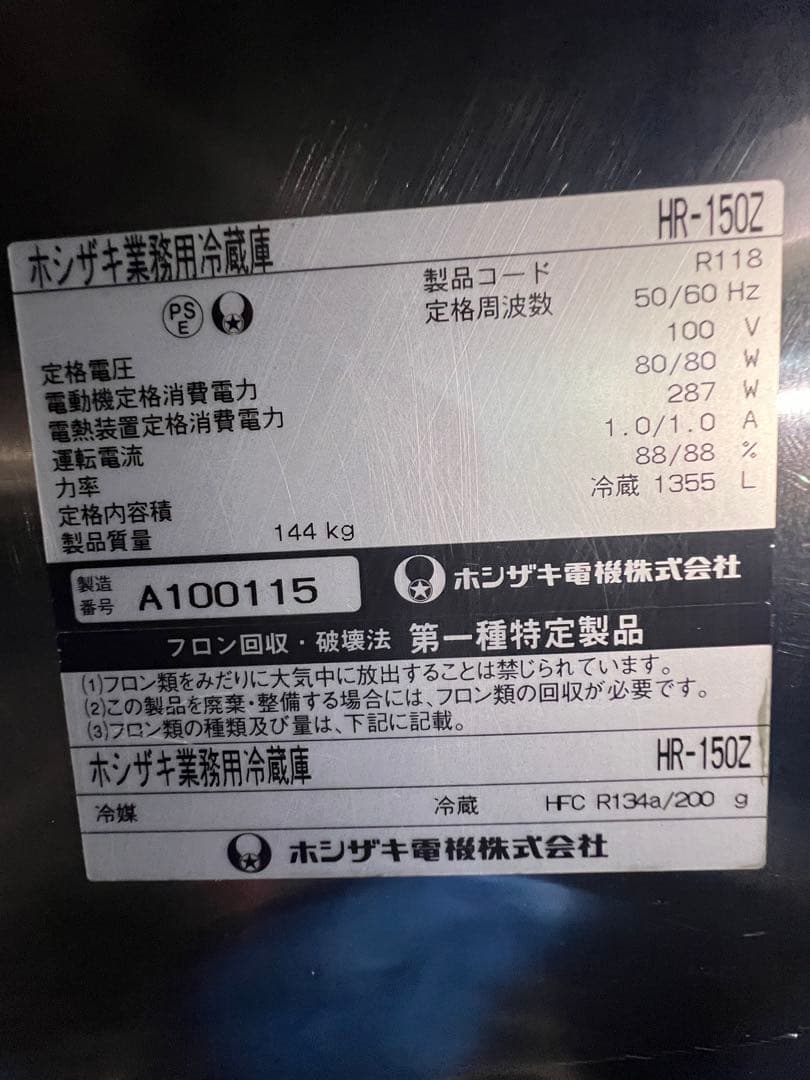 ホシザキ業務用冷蔵庫 HR-150Z
製品コード R118
PS E
定格周波数 50/60 Hz
定格電圧 100 V
電動機定格消費電力 80/80 W
電熱装置定格消費電力 287 W
運転電流 1.0/1.0 A
力率 88/88 %
定格内容積 冷蔵 1355 L
製品質量 144 kg
製造番号 A100115 ホシザキ電機株式会社
フロン回収・破壊法 第一種特定製品
(1)フロン類をみだりに大気中に放出することは禁じられています。
(2)この製品を廃棄・整備する場合には、フロン類の回収が必要です。
(3)フロン類の種類及び量は、下記に記載。
ホシザキ業務用冷蔵庫 HR-150Z
冷媒 冷蔵 HFC R134a/200 g
ホシザキ電機株式会社